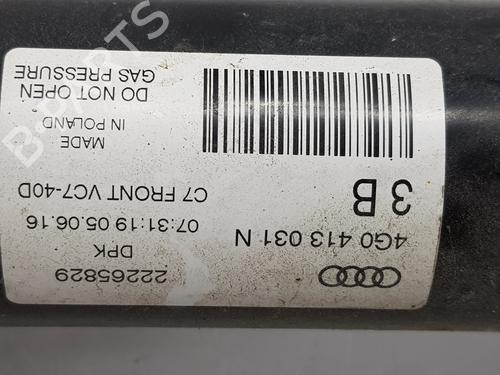 22265829
DPK
4G0 413 031 N
07:31:19 05.06.16
C7 FRONT VC7-40D
3 B
MADE
IN POLAND
DO NOT OPEN
GAS PRESSURE
B-PARTS